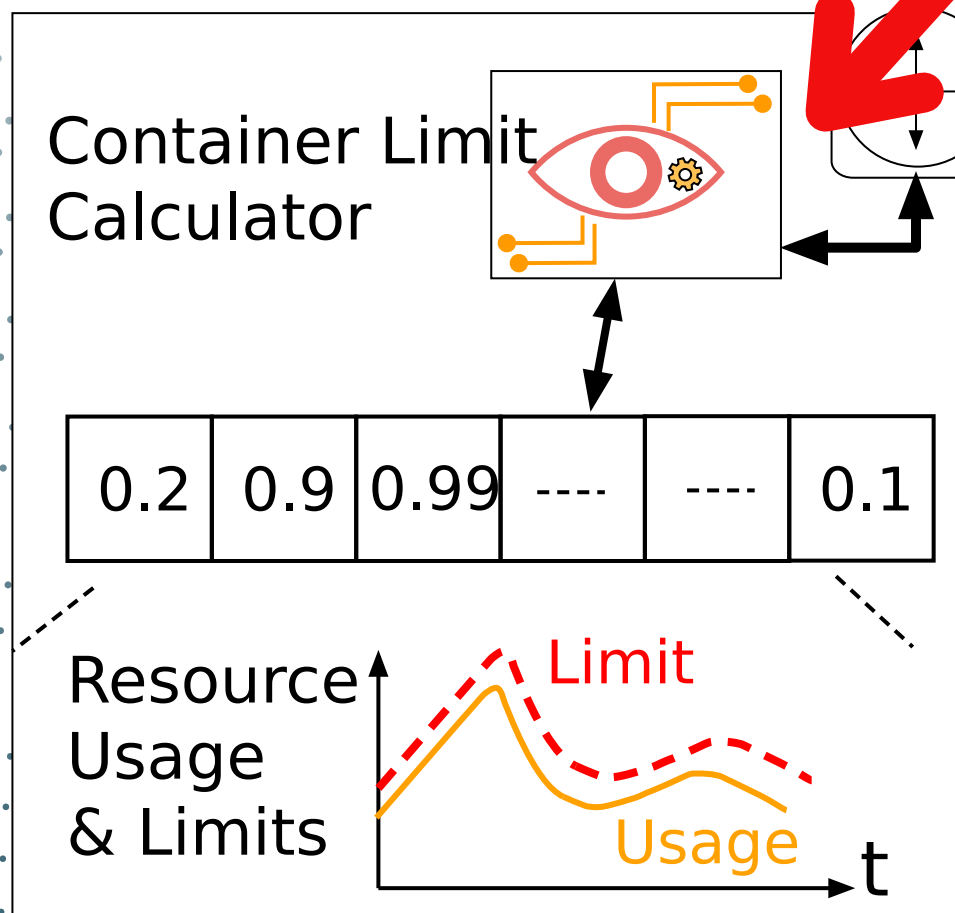 Container Limit
Calculator
0.2 0.9 0.99 ---- ---- 0.1
Resource
Usage
& Limits
Limit
Usage
t